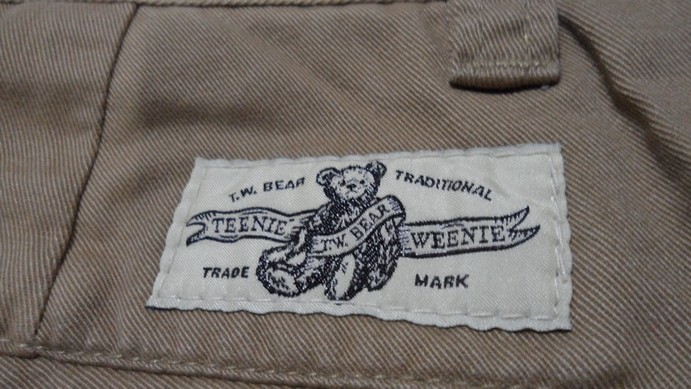 T.W. BEAR TRADITIONAL
TEENIE T.W. BEAR WEENIE
TRADE MARK